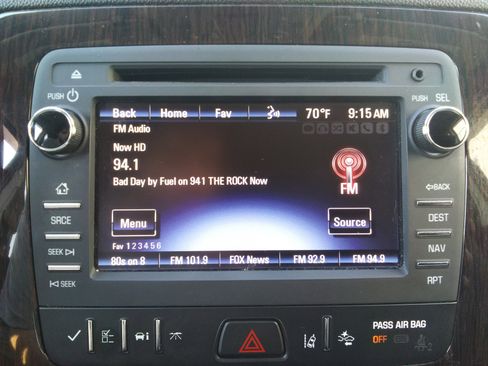 PUSH
PUSH SEL
Back Home Fav 70°F 9:15 AM
FM Audio
Now HD
94.1
Bad Day by Fuel on 941 THE ROCK Now
FM
Menu
Source
Fav 1 2 3 4 5 6
80s on 8 FM 101.9 FOX News FM 92.9 FM 94.9
SRCE
SEEK
SEEK
BACK
DEST
NAV
RPT
PASS AIR BAG
OFF